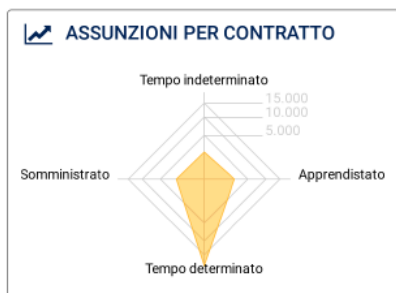 ASSUNZIONI PER CONTRATTO
Tempo indeterminato
15.000
10.000
5.000
Somministrato
Apprendistato
Tempo determinato